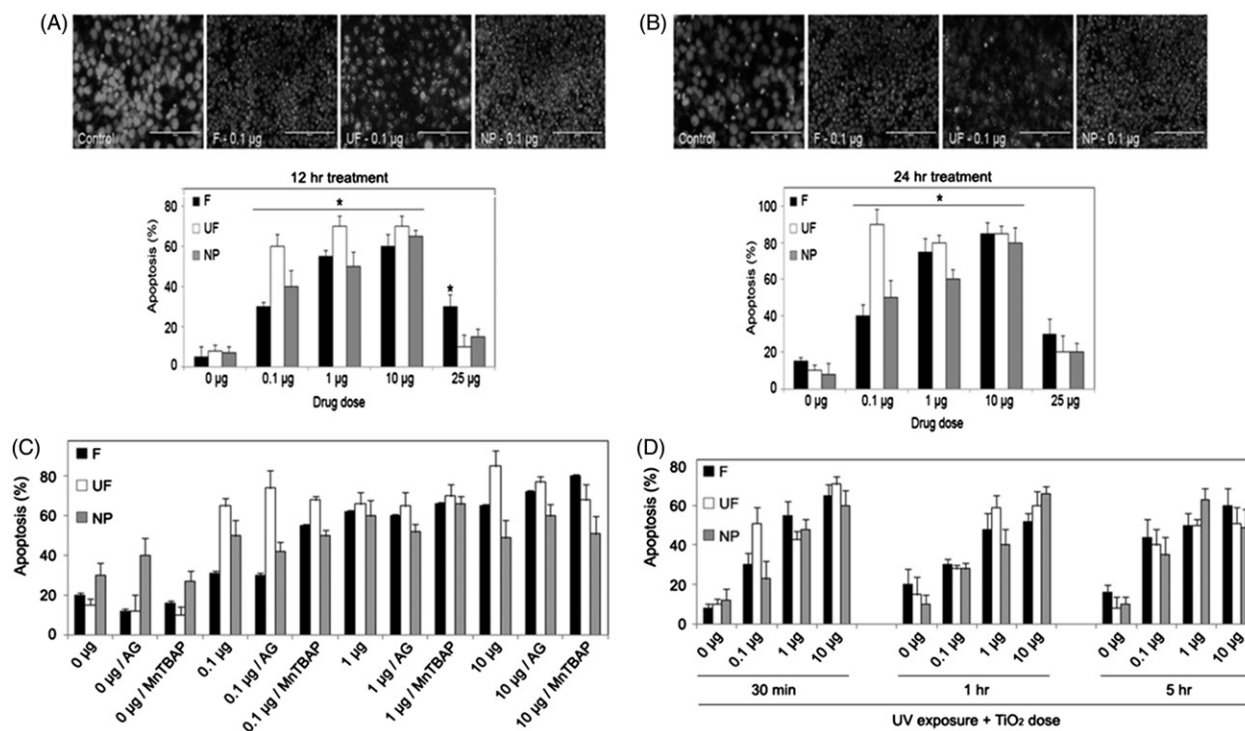 (A)
Control
F - 0.1 µg
UF - 0.1 µg
NP - 0.1 µg
12 hr treatment
F
UF
NP
*
*
Apoptosis (%)
80
60
40
20
0
0 µg
0.1 µg
1 µg
10 µg
25 µg
Drug dose
(B)
Control
F - 0.1 µg
UF - 0.1 µg
NP - 0.1 µg
24 hr treatment
F
UF
NP
*
Apoptosis (%)
100
80
60
40
20
0
0 µg
0.1 µg
1 µg
10 µg
25 µg
Drug dose
(C)
F
UF
NP
Apoptosis (%)
80
60
40
20
0
0 µg
0 µg / AG
0 µg / MnTBAP
0.1 µg
0.1 µg / AG
0.1 µg / MnTBAP
1 µg
1 µg / AG
1 µg / MnTBAP
10 µg
10 µg / AG
10 µg / MnTBAP
(D)
F
UF
NP
Apoptosis (%)
80
60
40
20
0
0 µg
0.1 µg
1 µg
10 µg
0 µg
0.1 µg
1 µg
10 µg
0 µg
0.1 µg
1 µg
10 µg
30 min
1 hr
5 hr
UV exposure + TiO₂ dose